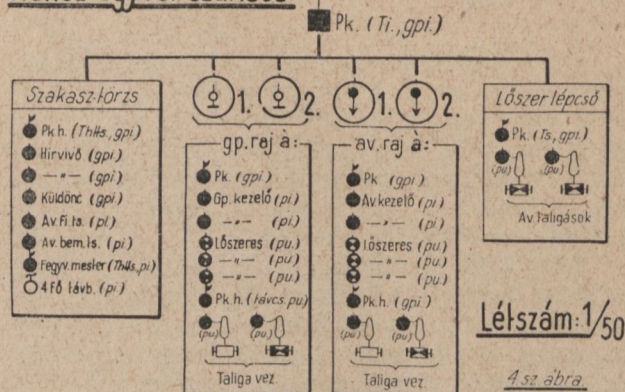 Pk. (Ti., gpi.)
Szakasz-törzs
Pk.h. (ThHs., gpi)
Hírvivő (gpi)
—„— (gpi)
Küldönc (gpi)
Av. Fi. ts. (pi.)
Av. bem. ts. (pi)
Fegyv. mester (ThHs., pi)
4 fő távb. (pi)
1. 2.
gp. raj à:
Pk. (gpi.)
Gp. kezelő (pi.)
—„— (pi.)
Lőszeres (pu.)
—„— (pu.)
—„— (pu.)
Pk.h. (távcs. pu)
(pu) (pu)
Taliga vez.
1. 2.
av. raj à:
Pk (gpi)
Av kezelő (pi)
—„— (pi)
Lőszeres (pu)
—„— (pu.)
—„— (pu.)
Pk.h. (gpi)
(pu) (pu)
Taliga vez
Lőszer lépcső
Pk. (Ts., gpi.)
(pu) (pu)
Av taligások
Létszám: 1/50
4 sz ábra